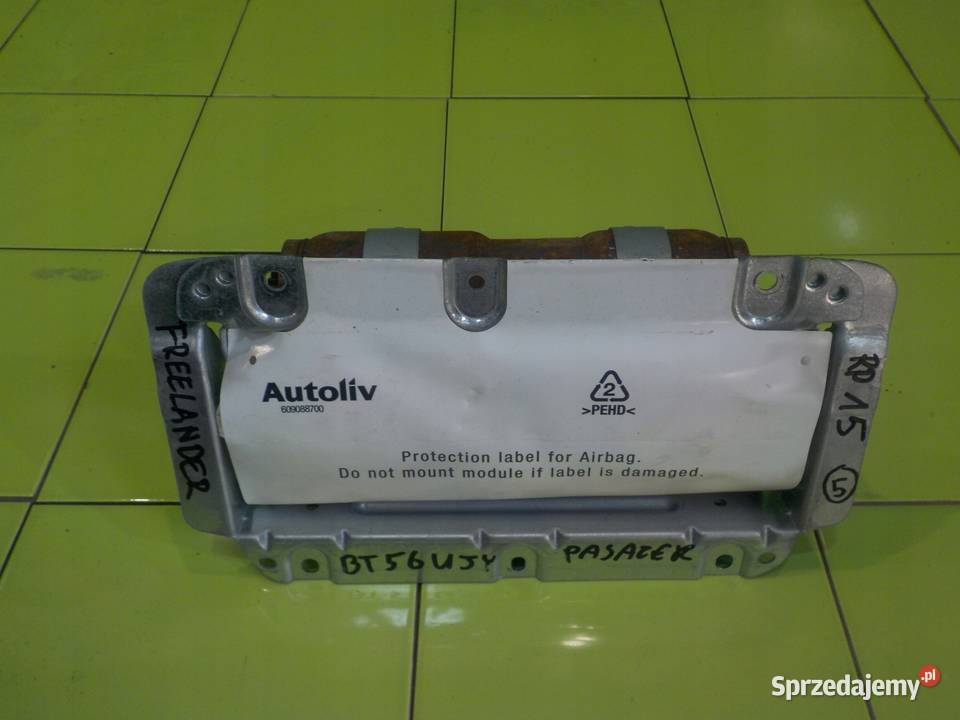 FREELANDER
Autoliv
609088700
2
>PEHD<
Protection label for Airbag.
Do not mount module if label is damaged.
RD 15
5
BT56UJY
PASAŻER
Sprzedajemy.pl